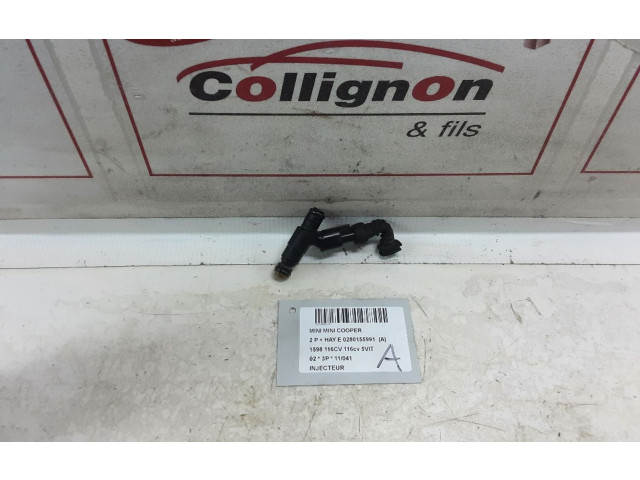 Collignon
& fils
MINI MINI COOPER
2 P + HAY E 0280155991 (A)
1598 116CV 116cv 5VIT
02 * 3P * 11/041
INJECTEUR
A